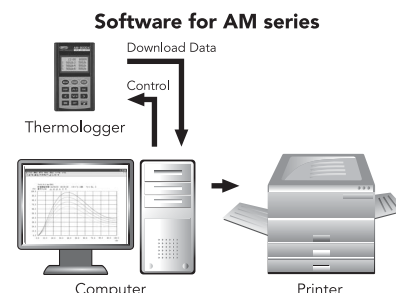 Software for AM series
Download Data
Control
Thermologger
Computer
Printer